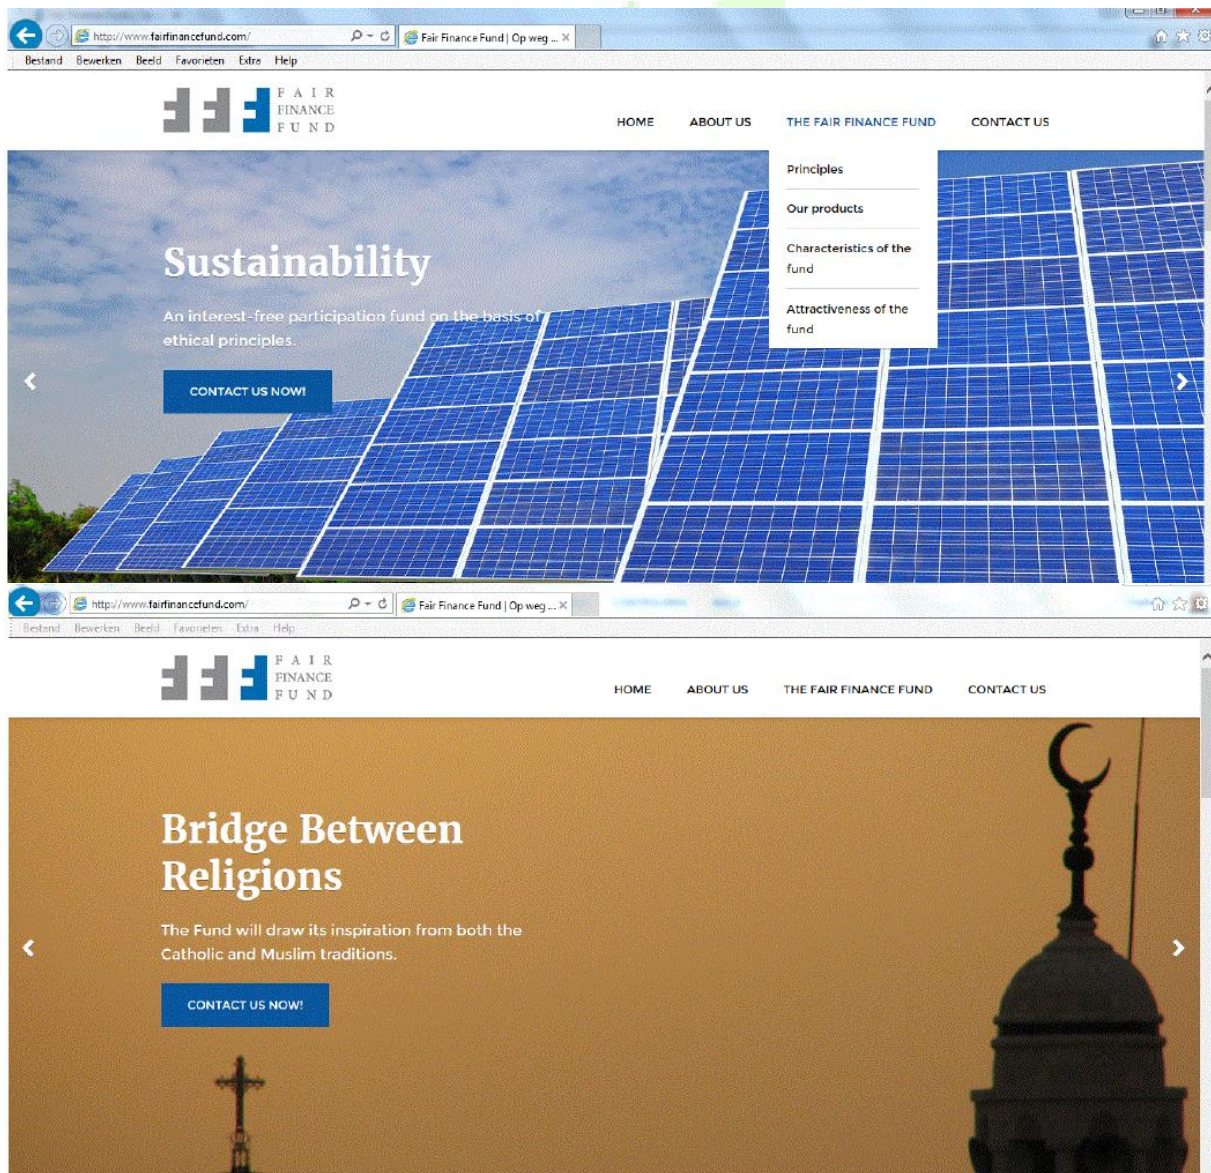 http://www.fairfinancefund.com/
Fair Finance Fund | Op weg ...
Bestand Bewerken Beeld Favorieten Extra Help
FAIR
FINANCE
FUND
HOME ABOUT US THE FAIR FINANCE FUND CONTACT US
Principles
Our products
Characteristics of the
fund
Attractiveness of the
fund
Sustainability
An interest-free participation fund on the basis of
ethical principles.
CONTACT US NOW!
http://www.fairfinancefund.com/
Fair Finance Fund | Op weg ...
Bestand Bewerken Beeld Favorieten Extra Help
FAIR
FINANCE
FUND
HOME ABOUT US THE FAIR FINANCE FUND CONTACT US
Bridge Between
Religions
The Fund will draw its inspiration from both the
Catholic and Muslim traditions.
CONTACT US NOW!